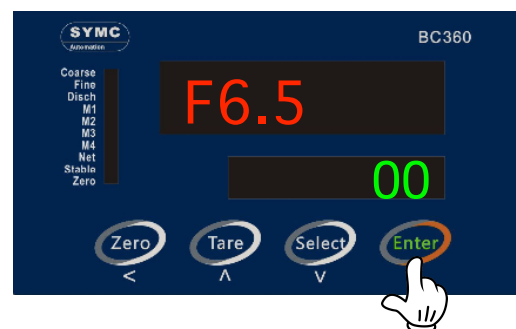 SYMC
Automation
BC360
Coarse
Fine
Disch
M1
M2
M3
M4
Net
Stable
Zero
F6.5
00
Zero
Tare
Select
Enter
<
Λ
V